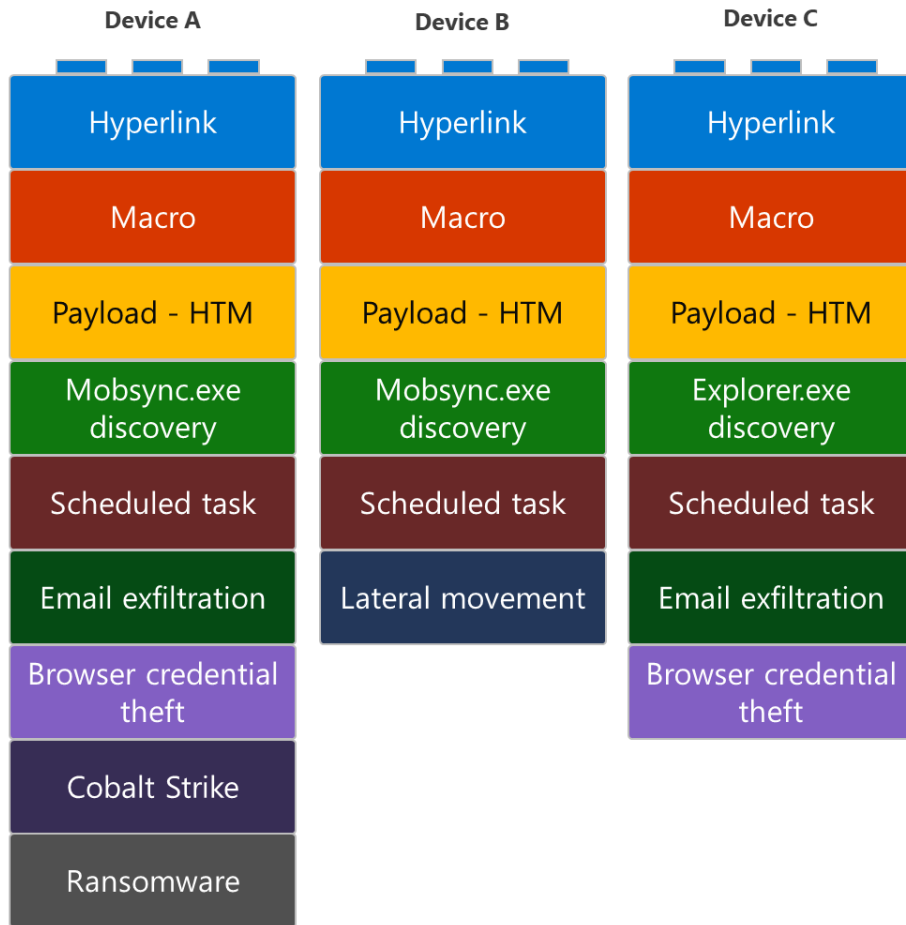 Device A
Device B
Device C
Hyperlink
Hyperlink
Hyperlink
Macro
Macro
Macro
Payload - HTM
Payload - HTM
Payload - HTM
Mobsync.exe
discovery
Mobsync.exe
discovery
Explorer.exe
discovery
Scheduled task
Scheduled task
Scheduled task
Email exfiltration
Lateral movement
Email exfiltration
Browser credential
theft
Browser credential
theft
Cobalt Strike
Ransomware